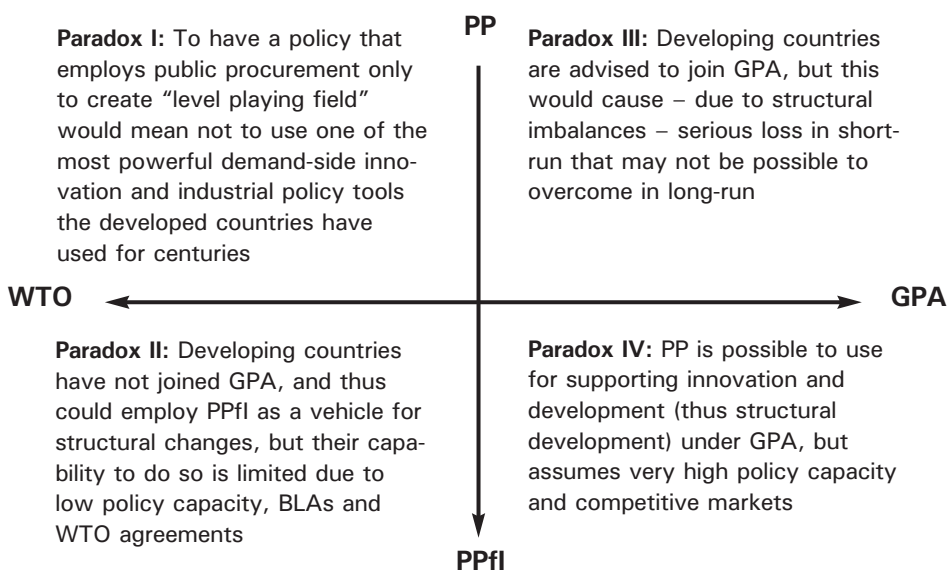 PP
Paradox I: To have a policy that
employs public procurement only
to create “level playing field”
would mean not to use one of the
most powerful demand-side inno-
vation and industrial policy tools
the developed countries have
used for centuries
Paradox III: Developing countries
are advised to join GPA, but this
would cause – due to structural
imbalances – serious loss in short-
run that may not be possible to
overcome in long-run
WTO
GPA
Paradox II: Developing countries
have not joined GPA, and thus
could employ PPfI as a vehicle for
structural changes, but their capa-
bility to do so is limited due to
low policy capacity, BLAs and
WTO agreements
Paradox IV: PP is possible to use
for supporting innovation and
development (thus structural
development) under GPA, but
assumes very high policy capacity
and competitive markets
PPfI